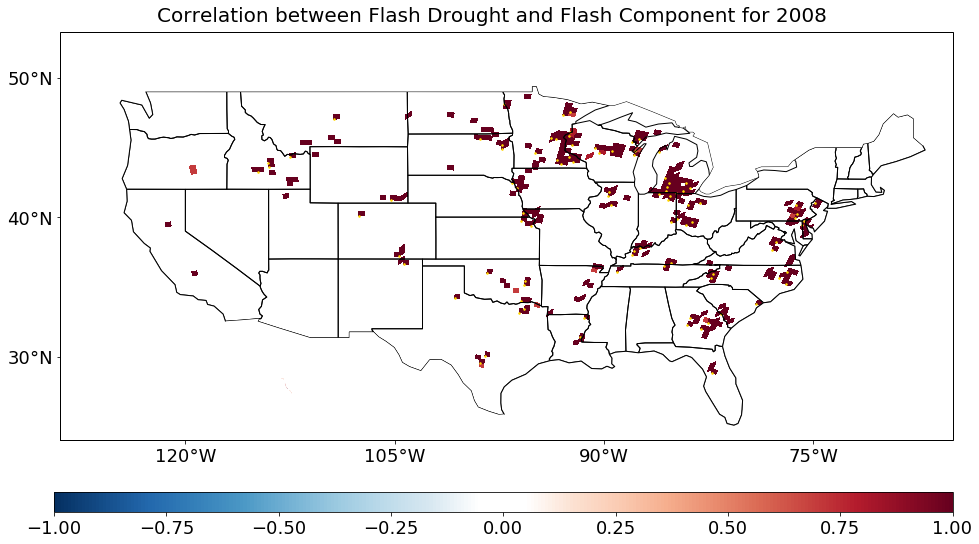 Correlation between Flash Drought and Flash Component for 2008
50°N
40°N
30°N
120°W 105°W 90°W 75°W
−1.00 −0.75 −0.50 −0.25 0.00 0.25 0.50 0.75 1.00